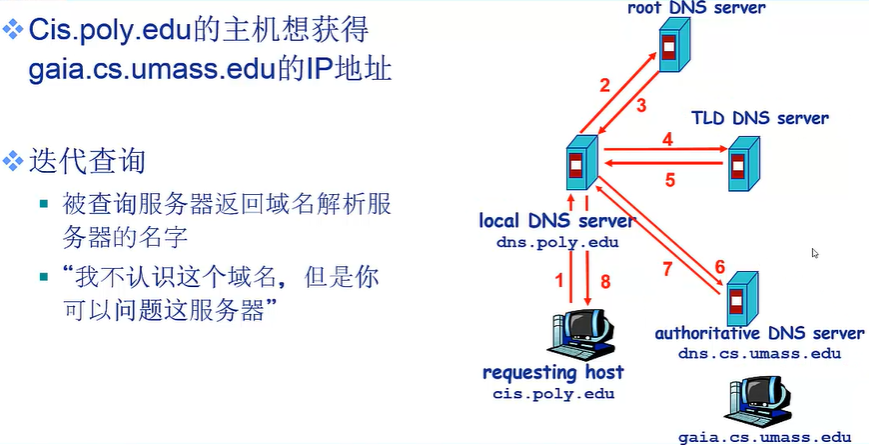 Cis.poly.edu的主机想获得
gaia.cs.umass.edu的IP地址
迭代查询
被查询服务器返回域名解析服
务器的名字
“我不认识这个域名，但是你
可以问题这服务器”
root DNS server
2
3
TLD DNS server
4
5
local DNS server
dns.poly.edu
6
7
1
8
authoritative DNS server
dns.cs.umass.edu
requesting host
cis.poly.edu
gaia.cs.umass.edu